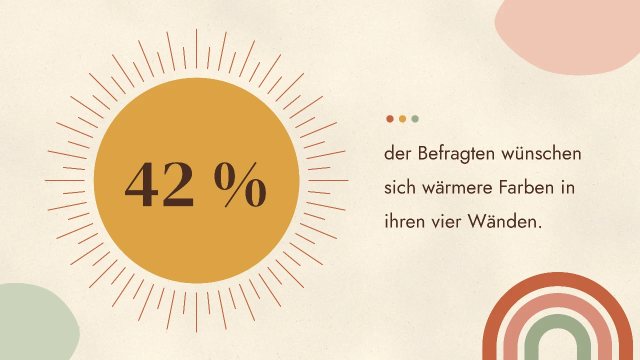 42 %
der Befragten wünschen
sich wärmere Farben in
ihren vier Wänden.